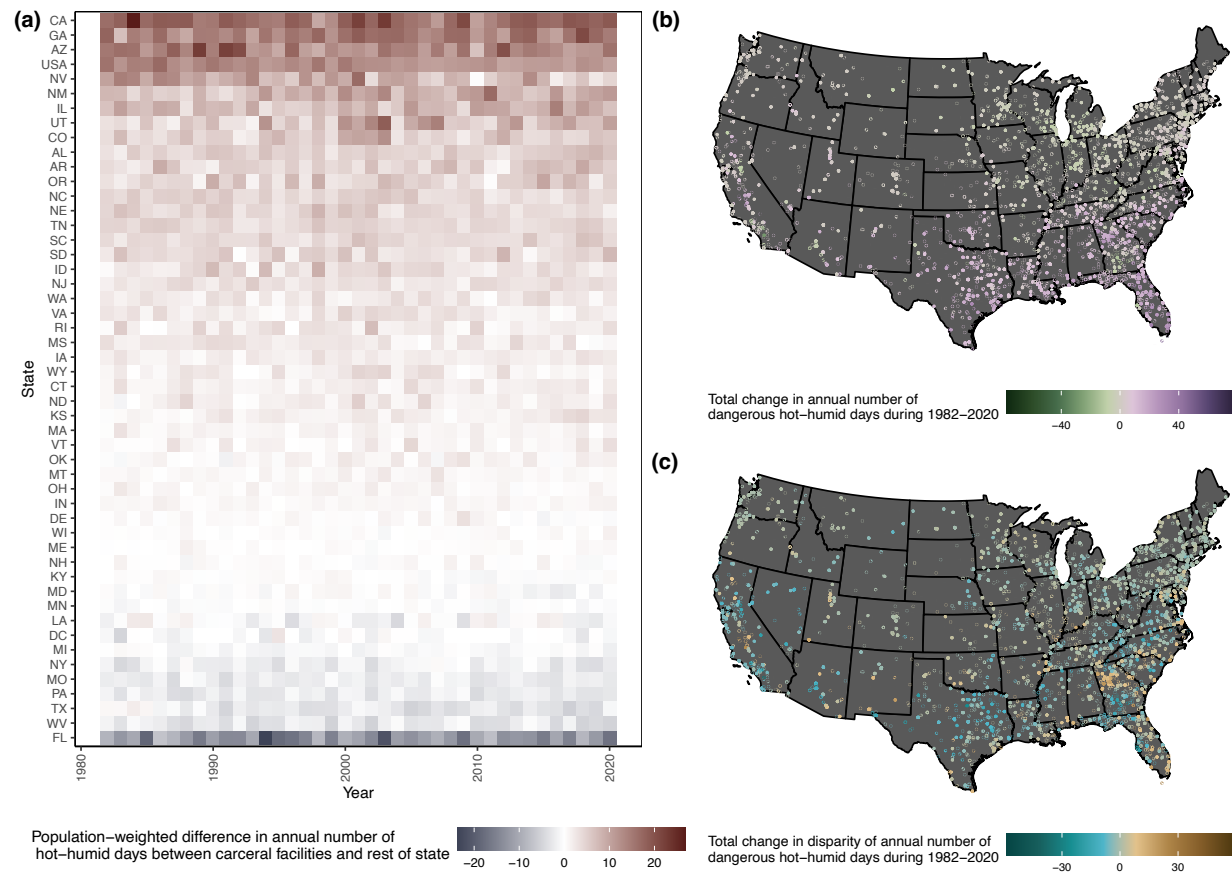 (a)
State
CA
GA
AZ
USA
NV
NM
IL
UT
CO
AL
AR
OR
NC
NE
TN
SC
SD
ID
NJ
WA
VA
RI
MS
IA
WY
CT
ND
KS
MA
VT
OK
MT
OH
IN
DE
WI
ME
NH
KY
MD
MN
LA
DC
MI
NY
MO
PA
TX
WV
FL
1980
1990
2000
2010
2020
Year
Population−weighted difference in annual number of
hot−humid days between carceral facilities and rest of state
−20
−10
0
10
20
(b)
Total change in annual number of
dangerous hot−humid days during 1982−2020
−40
0
40
(c)
Total change in disparity of annual number of
dangerous hot−humid days during 1982−2020
−30
0
30